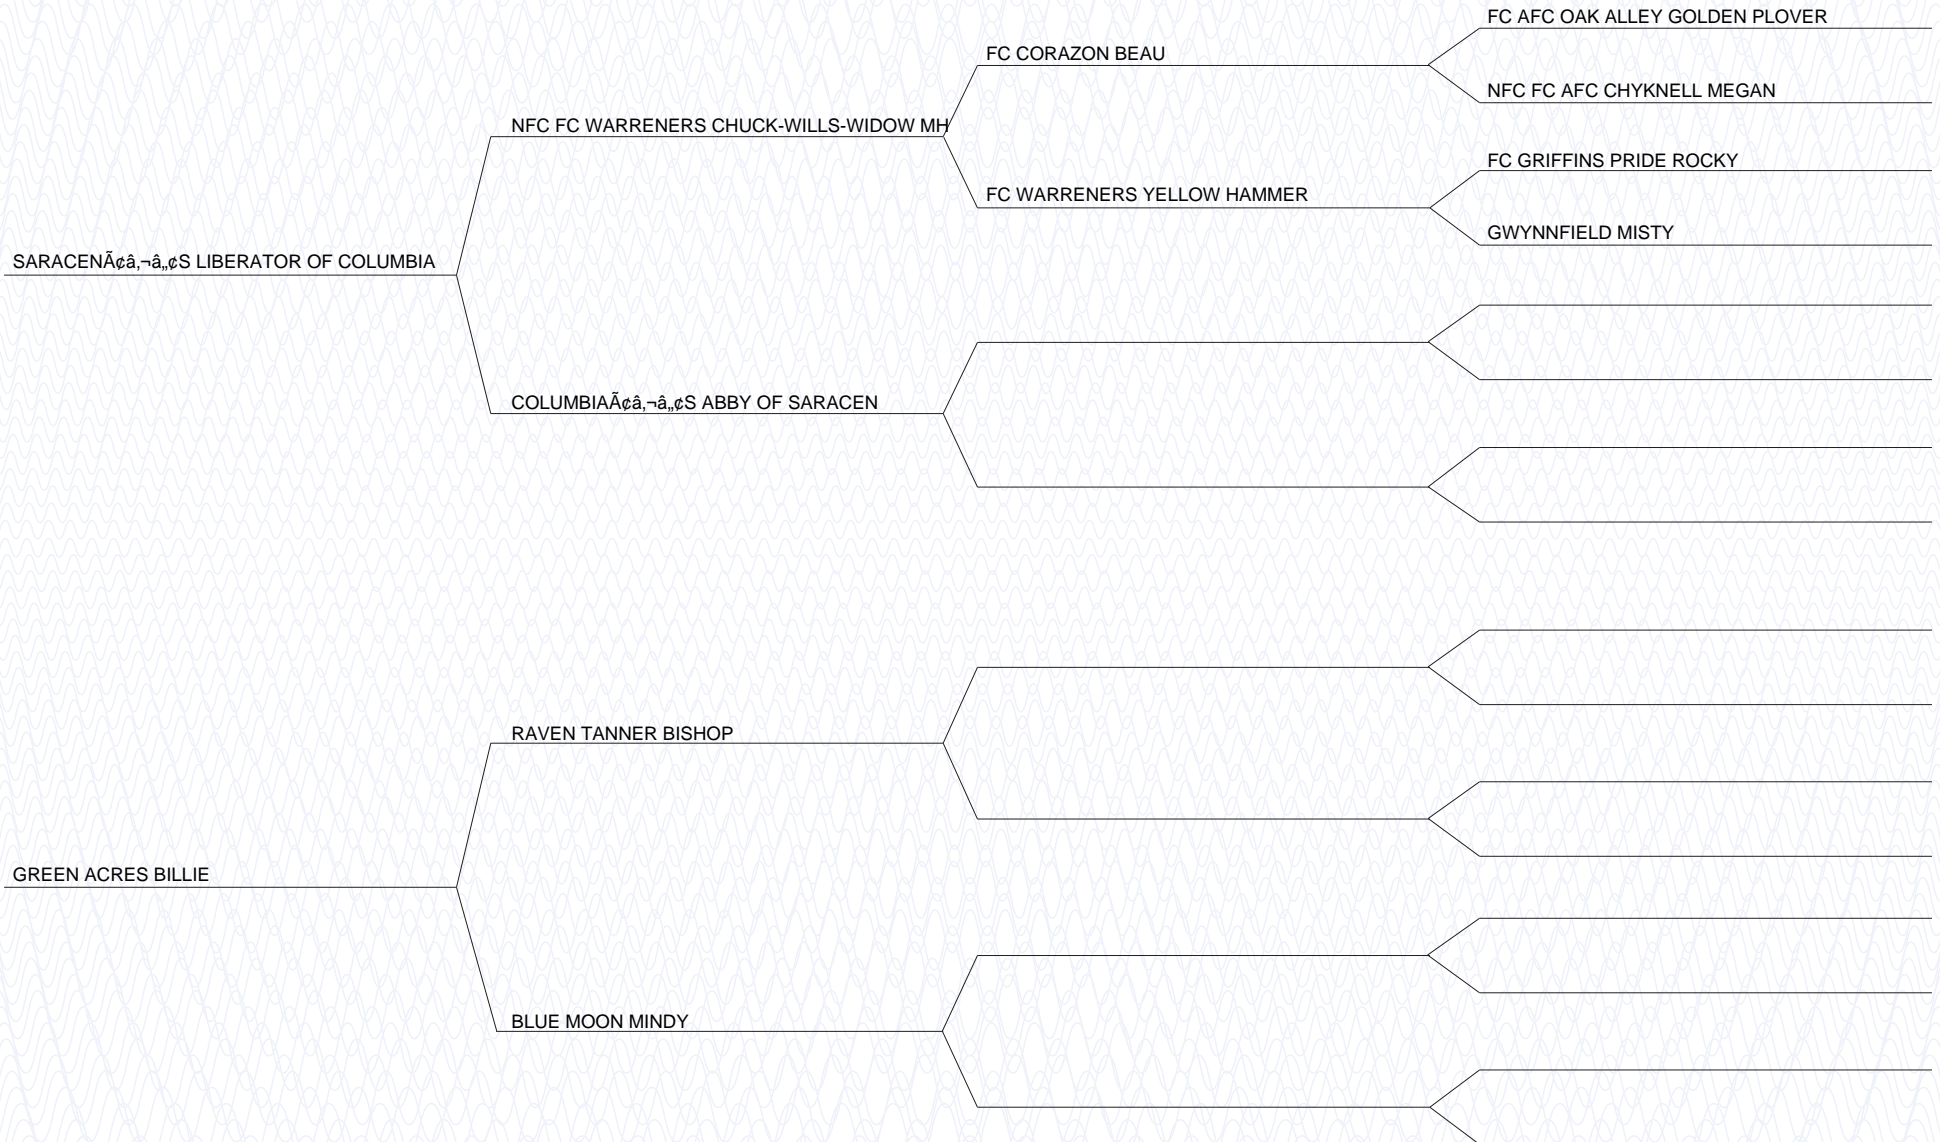 FC AFC OAK ALLEY GOLDEN PLOVER
FC CORAZON BEAU
NFC FC AFC CHYKNELL MEGAN
NFC FC WARRENERS CHUCK-WILLS-WIDOW MH
FC GRIFFINS PRIDE ROCKY
FC WARRENERS YELLOW HAMMER
GWYNNFIELD MISTY
SARACENÃ¢â‚¬â„¢S LIBERATOR OF COLUMBIA
COLUMBIAÃ¢â‚¬â„¢S ABBY OF SARACEN
RAVEN TANNER BISHOP
GREEN ACRES BILLIE
BLUE MOON MINDY